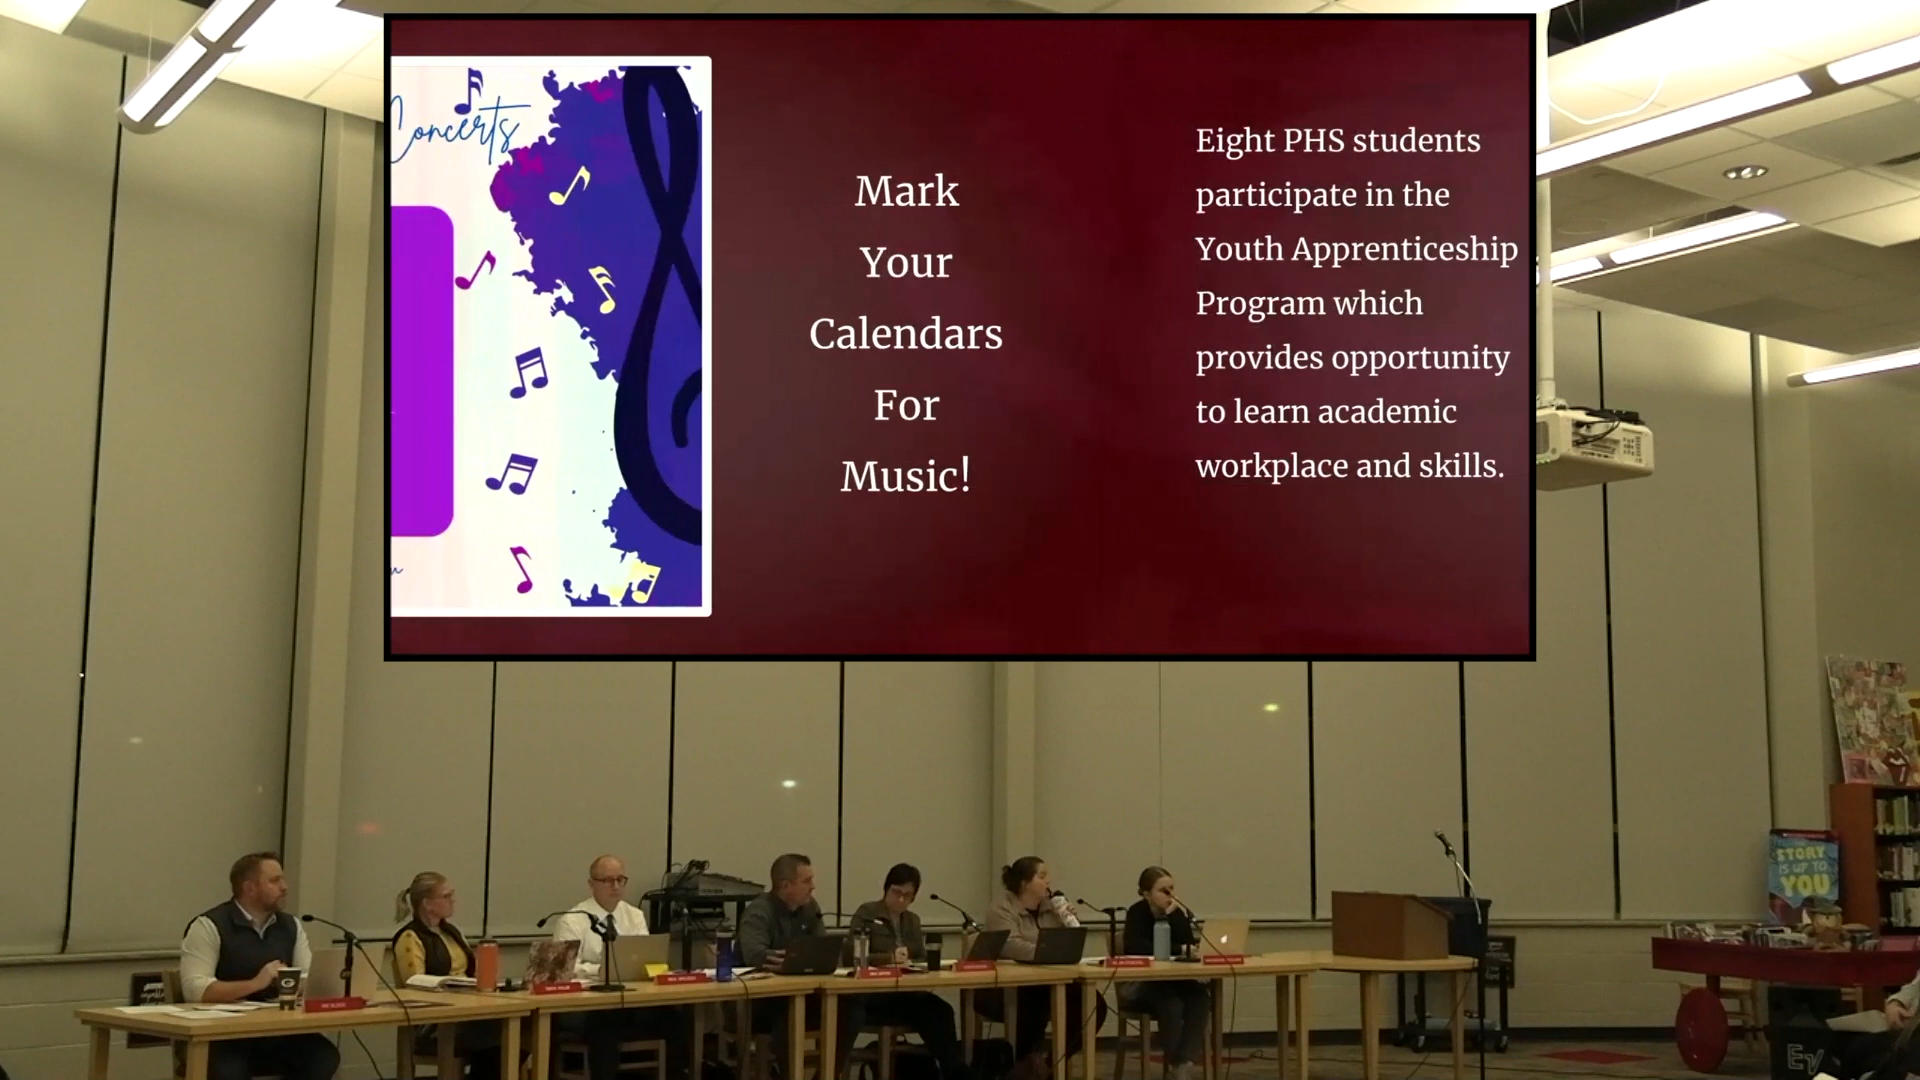 Concerts
Mark
Your
Calendars
For
Music!
Eight PHS students
participate in the
Youth Apprenticeship
Program which
provides opportunity
to learn academic
workplace and skills.
STORY
IS UP TO
YOU
EV